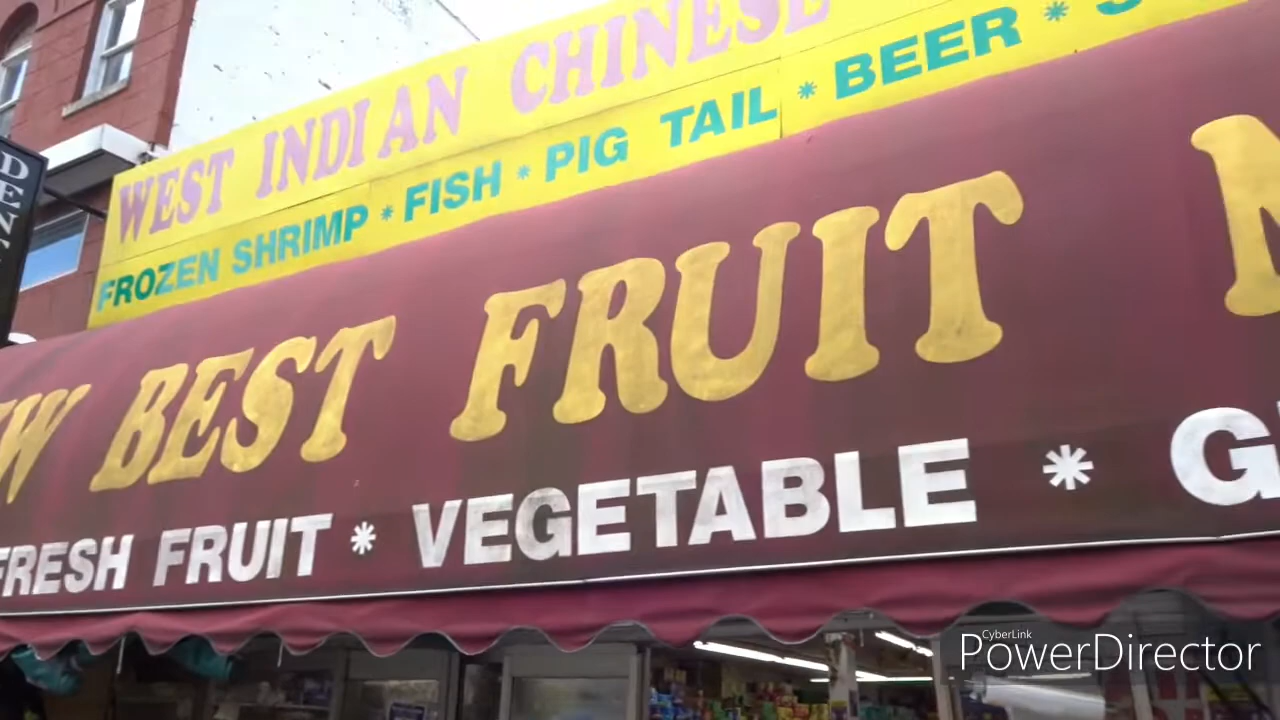 WEST INDIAN CHINESE
FROZEN SHRIMP * FISH * PIG TAIL * BEER *
BEST FRUIT
FRESH FRUIT * VEGETABLE *
CyberLink
PowerDirector